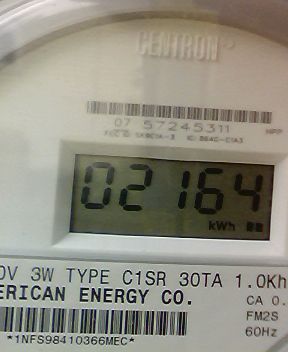 CENTRON
07 57245311
02164
kWh
0V 3W TYPE C1SR 30TA 1.0Kh
ERICAN ENERGY CO.
CA 0.
FM2S
*1NFS98410366MEC*
60Hz